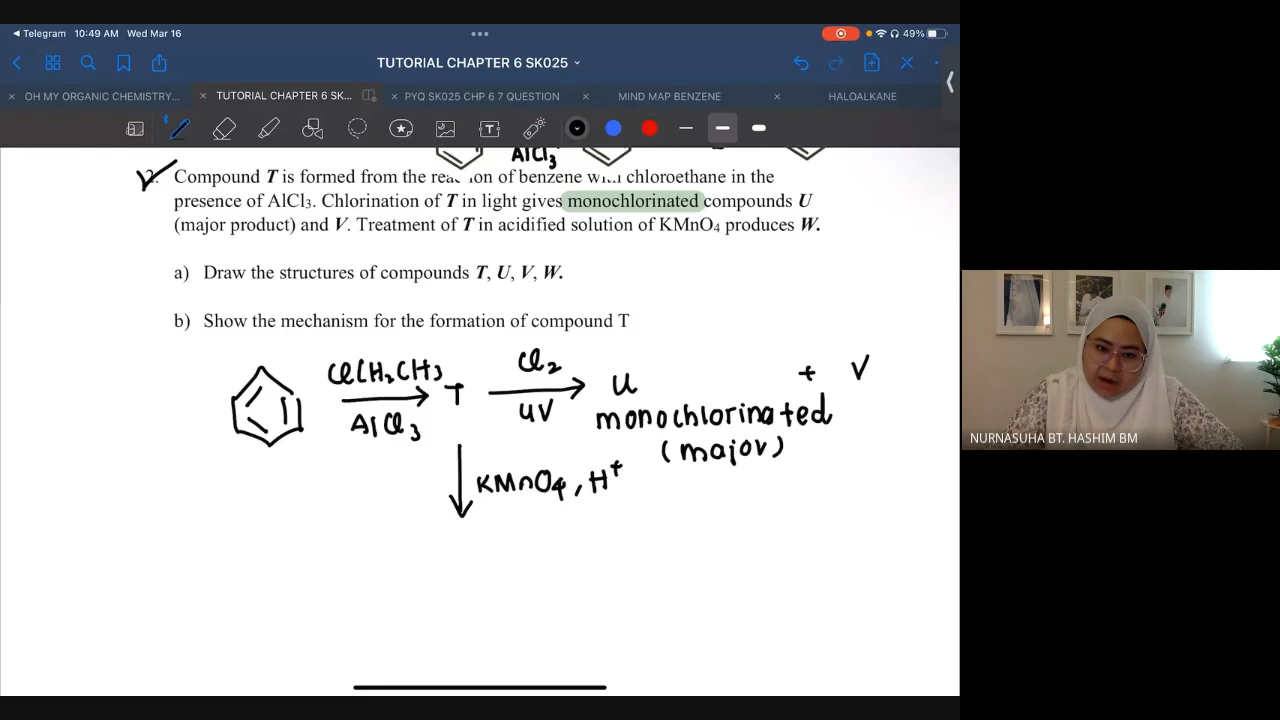 Telegram 10:49 AM Wed Mar 16
49%
TUTORIAL CHAPTER 6 SK025
OH MY ORGANIC CHEMISTRY...
TUTORIAL CHAPTER 6 SK...
PYQ SK025 CHP 6 7 QUESTION
MIND MAP BENZENE
HALOALKANE
AlCl3
2. Compound T is formed from the reaction of benzene with chloroethane in the
presence of AlCl₃. Chlorination of T in light gives monochlorinated compounds U
(major product) and V. Treatment of T in acidified solution of KMnO₄ produces W.
a) Draw the structures of compounds T, U, V, W.
b) Show the mechanism for the formation of compound T
ClCH₂CH₃
AlCl₃
T
Cl₂
UV
U + V
monochlorinated
(major)
KMnO₄, H⁺
NURNASUHA BT. HASHIM BM